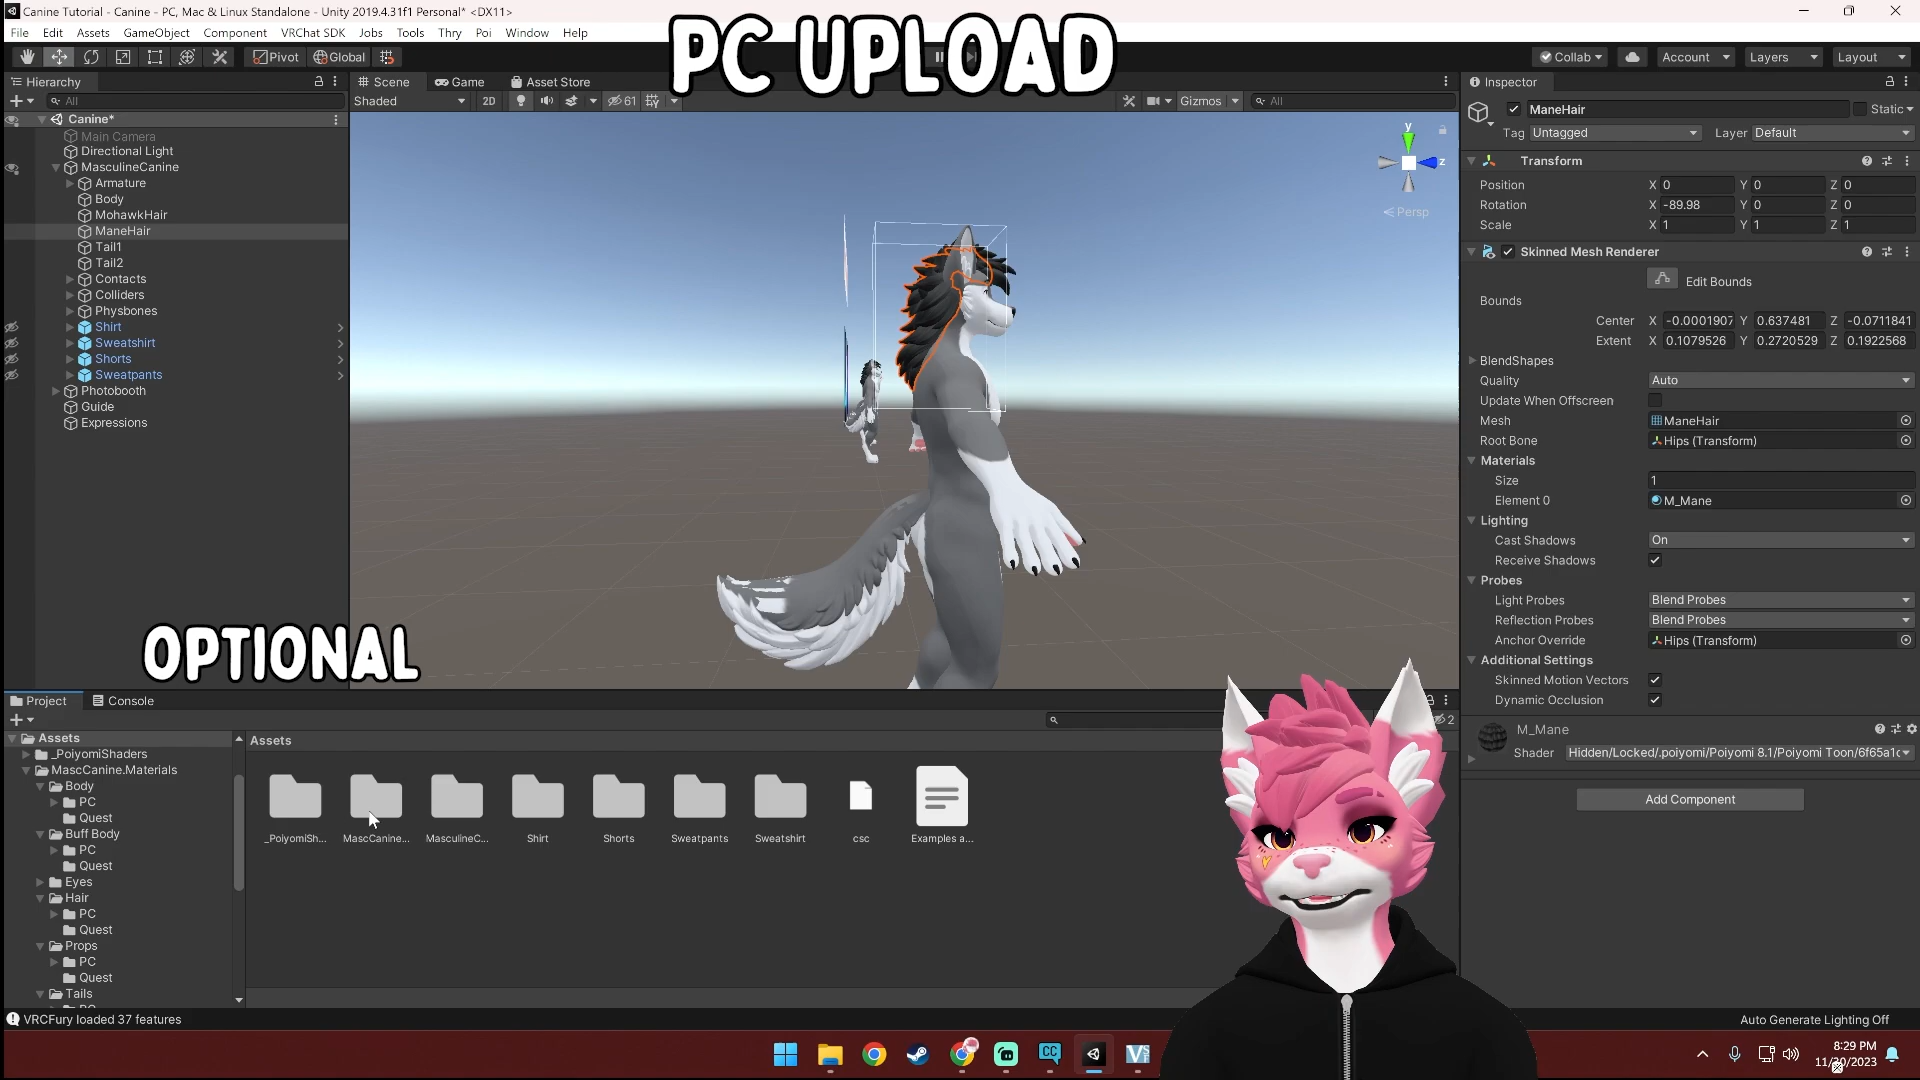 Canine Tutorial - Canine - PC, Mac & Linux Standalone - Unity 2019.4.31f1 Personal* <DX11>
File Edit Assets GameObject Component VRChat SDK Jobs Tools Thry Poi Window Help
PC UPLOAD
Pivot Global
Collab Account Layers Layout
Hierarchy
All
Canine*
Main Camera
Directional Light
MasculineCanine
Armature
Body
MohawkHair
ManeHair
Tail1
Tail2
Contacts
Colliders
Physbones
Shirt
Sweatshirt
Shorts
Sweatpants
Photobooth
Guide
Expressions
Scene Game Asset Store
Shaded 2D 61 Gizmos All
y
z
Persp
OPTIONAL
Inspector
ManeHair Static
Tag Untagged Layer Default
Transform
Position X 0 Y 0 Z 0
Rotation X -89.98 Y 0 Z 0
Scale X 1 Y 1 Z 1
Skinned Mesh Renderer
Edit Bounds
Bounds
Center X -0.0001907 Y 0.637481 Z -0.0711841
Extent X 0.1079526 Y 0.2720529 Z 0.1922568
BlendShapes
Quality Auto
Update When Offscreen
Mesh ManeHair
Root Bone Hips (Transform)
Materials
Size 1
Element 0 M_Mane
Lighting
Cast Shadows On
Receive Shadows
Probes
Light Probes Blend Probes
Reflection Probes Blend Probes
Anchor Override Hips (Transform)
Additional Settings
Skinned Motion Vectors
Dynamic Occlusion
M_Mane
Shader Hidden/Locked/.poiyomi/Poiyomi 8.1/Poiyomi Toon/6f65a1c
Add Component
Project Console
2
Assets
_PoiyomiShaders
MascCanine.Materials
Body
PC
Quest
Buff Body
PC
Quest
Eyes
Hair
PC
Quest
Props
PC
Quest
Tails
Assets
_PoiyomiSh... MascCanine... MasculineC... Shirt Shorts Sweatpants Sweatshirt csc Examples a...
VRCFury loaded 37 features
Auto Generate Lighting Off
CC
8:29 PM
11/30/2023